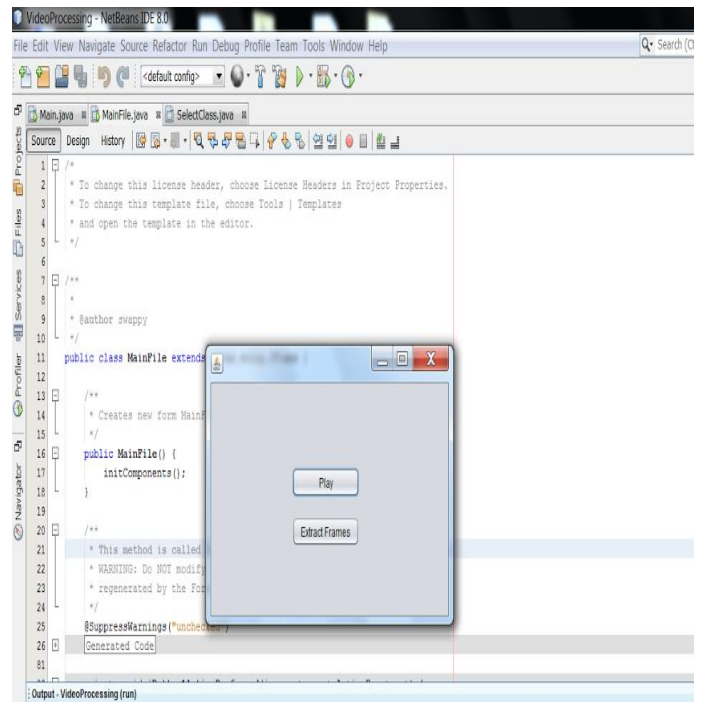 VideoProcessing - NetBeans IDE 8.0
File Edit View Navigate Source Refactor Run Debug Profile Team Tools Window Help
Search (Ct
<default config>
Main.java MainFile.java SelectClass.java
Source Design History
Projects
Files
Services
Profiler
Navigator
1 /*
2 * To change this license header, choose License Headers in Project Properties.
3 * To change this template file, choose Tools | Templates
4 * and open the template in the editor.
5 */
6
7 /**
8 *
9 * @author swappy
10 */
11 public class MainFile extends
12
13 /**
14 * Creates new form MainF
15 */
16 public MainFile() {
17 initComponents();
18 }
19
20 /**
21 * This method is called
22 * WARNING: Do NOT modify
23 * regenerated by the For
24 */
25 @SuppressWarnings("unchecked")
26 Generated Code
81
Play
Extract Frames
Output - VideoProcessing (run)